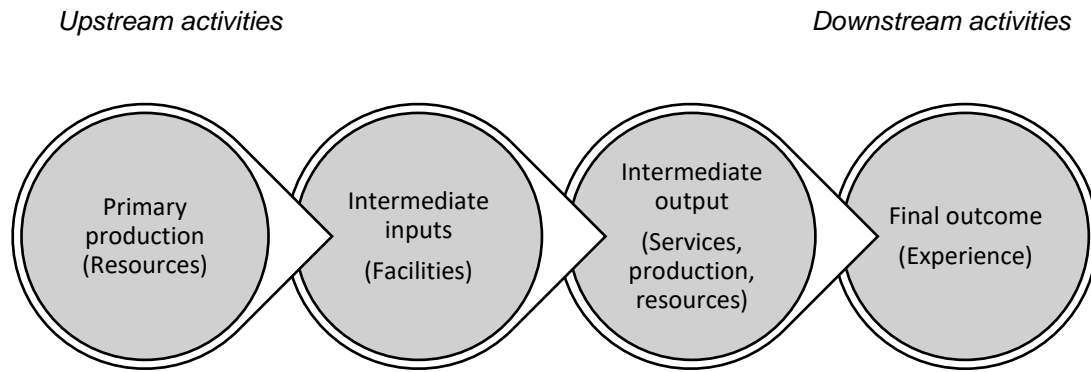 Upstream activities
Downstream activities
Primary
production
(Resources)
Intermediate
inputs
(Facilities)
Intermediate
output
(Services,
production,
resources)
Final outcome
(Experience)